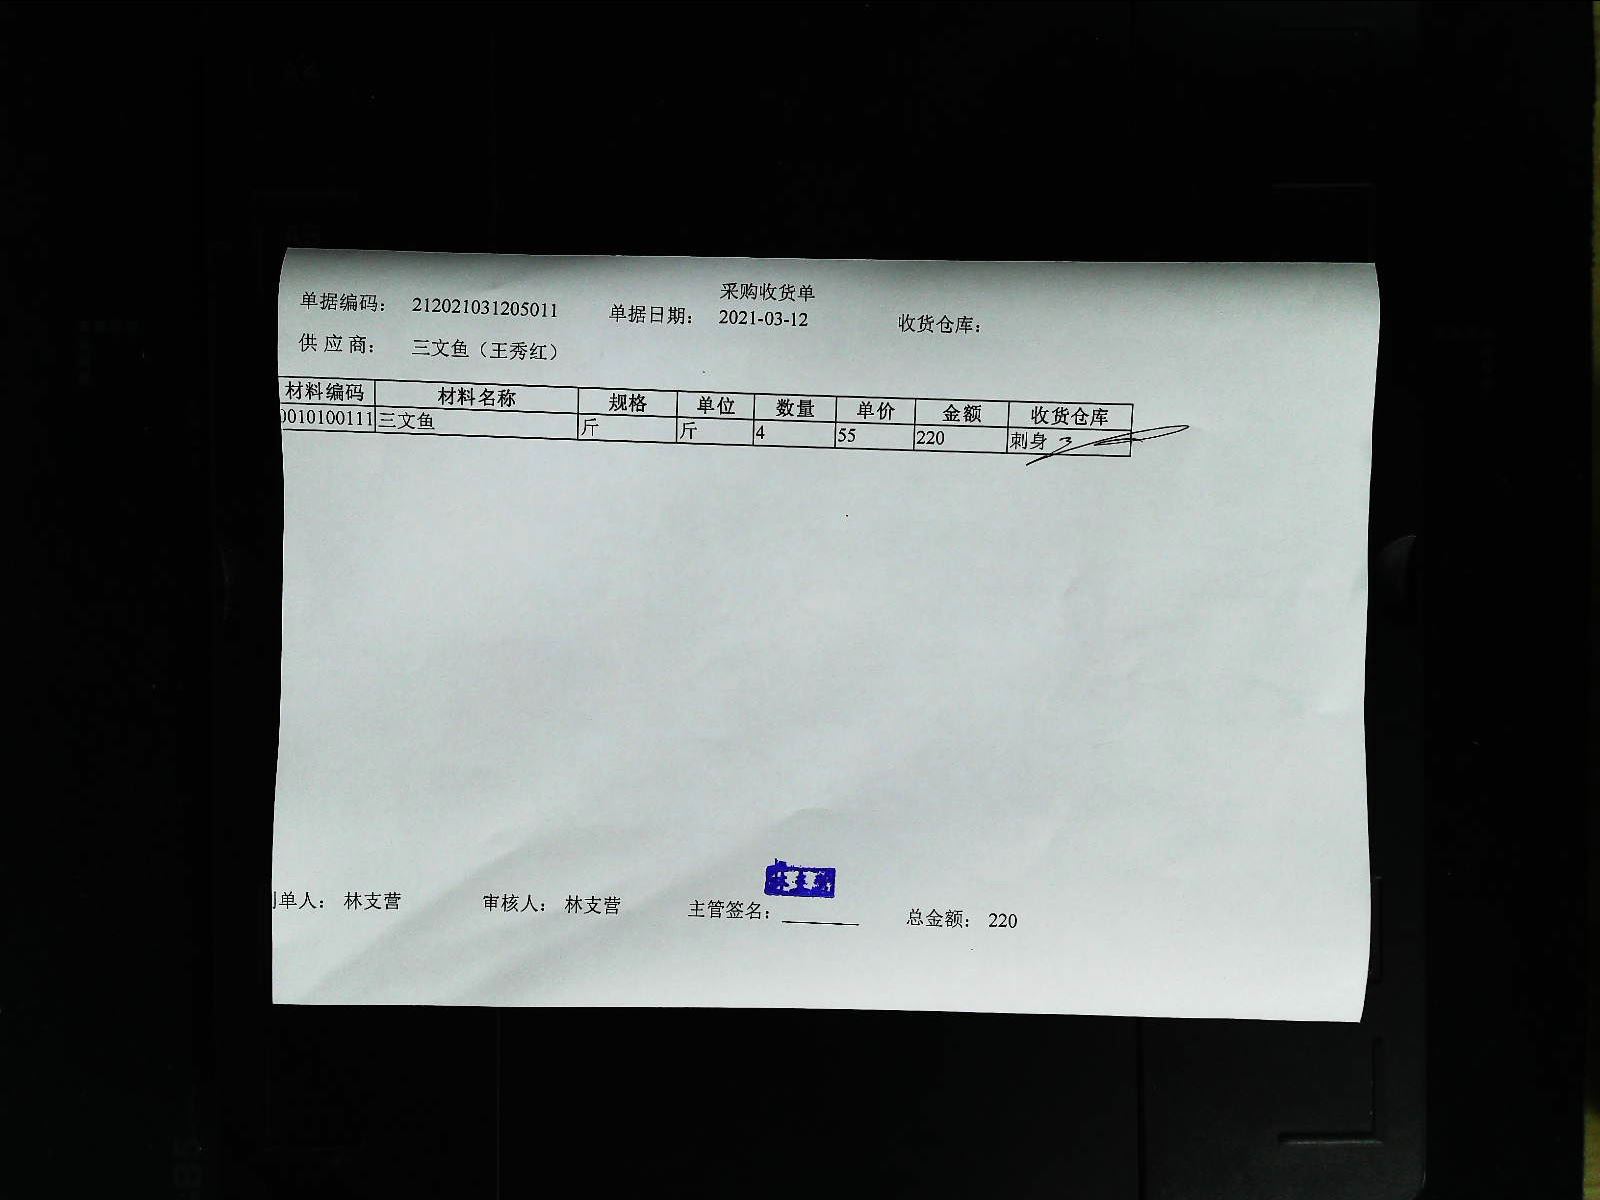 采购收货单
单据编码： 212021031205011 单据日期： 2021-03-12 收货仓库：
供 应 商： 三文鱼（王秀红）
材料编码 材料名称 规格 单位 数量 单价 金额 收货仓库
0010100111 三文鱼 斤 斤 4 55 220 刺身
单人： 林支营 审核人： 林支营 主管签名： 总金额： 220